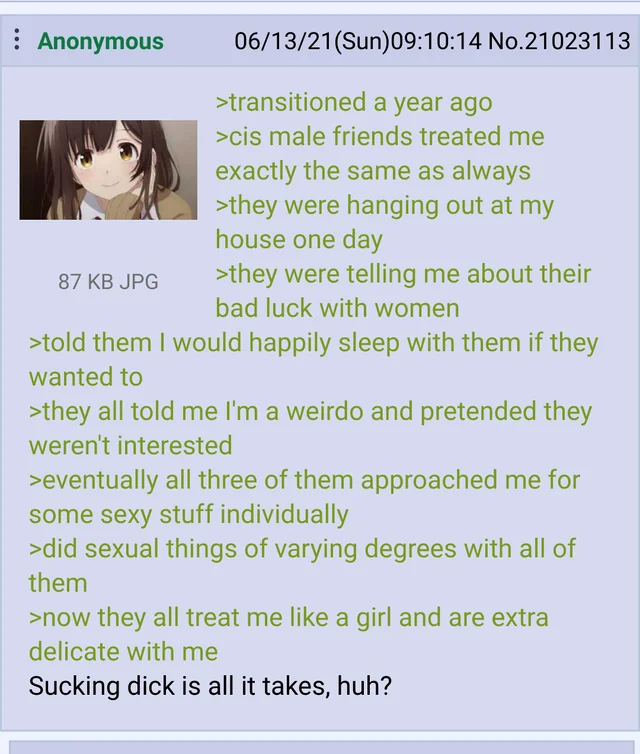 Anonymous 06/13/21(Sun)09:10:14 No.21023113
>transitioned a year ago
>cis male friends treated me
exactly the same as always
>they were hanging out at my
house one day
87 KB JPG
>they were telling me about their
bad luck with women
>told them I would happily sleep with them if they
wanted to
>they all told me I'm a weirdo and pretended they
weren't interested
>eventually all three of them approached me for
some sexy stuff individually
>did sexual things of varying degrees with all of
them
>now they all treat me like a girl and are extra
delicate with me
Sucking dick is all it takes, huh?